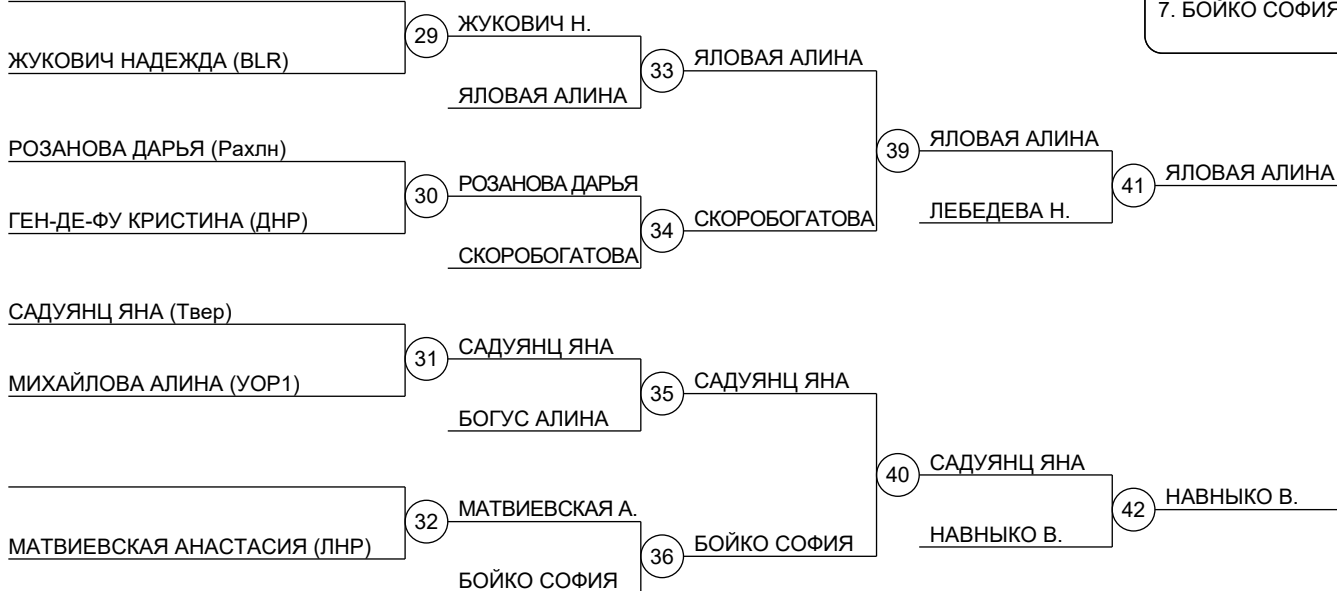 7. БОЙКО СОФИЯ
29
ЖУКОВИЧ Н.
ЖУКОВИЧ НАДЕЖДА (BLR)
33
ЯЛОВАЯ АЛИНА
ЯЛОВАЯ АЛИНА
РОЗАНОВА ДАРЬЯ (Рахлн)
39
ЯЛОВАЯ АЛИНА
30
РОЗАНОВА ДАРЬЯ
41
ЯЛОВАЯ АЛИНА
ГЕН-ДЕ-ФУ КРИСТИНА (ДНР)
34
СКОРОБОГАТОВА
ЛЕБЕДЕВА Н.
СКОРОБОГАТОВА
САДУЯНЦ ЯНА (Твер)
31
САДУЯНЦ ЯНА
МИХАЙЛОВА АЛИНА (УОР1)
35
САДУЯНЦ ЯНА
БОГУС АЛИНА
40
САДУЯНЦ ЯНА
32
МАТВИЕВСКАЯ А.
42
НАВНЫКО В.
МАТВИЕВСКАЯ АНАСТАСИЯ (ЛНР)
36
БОЙКО СОФИЯ
НАВНЫКО В.
БОЙКО СОФИЯ